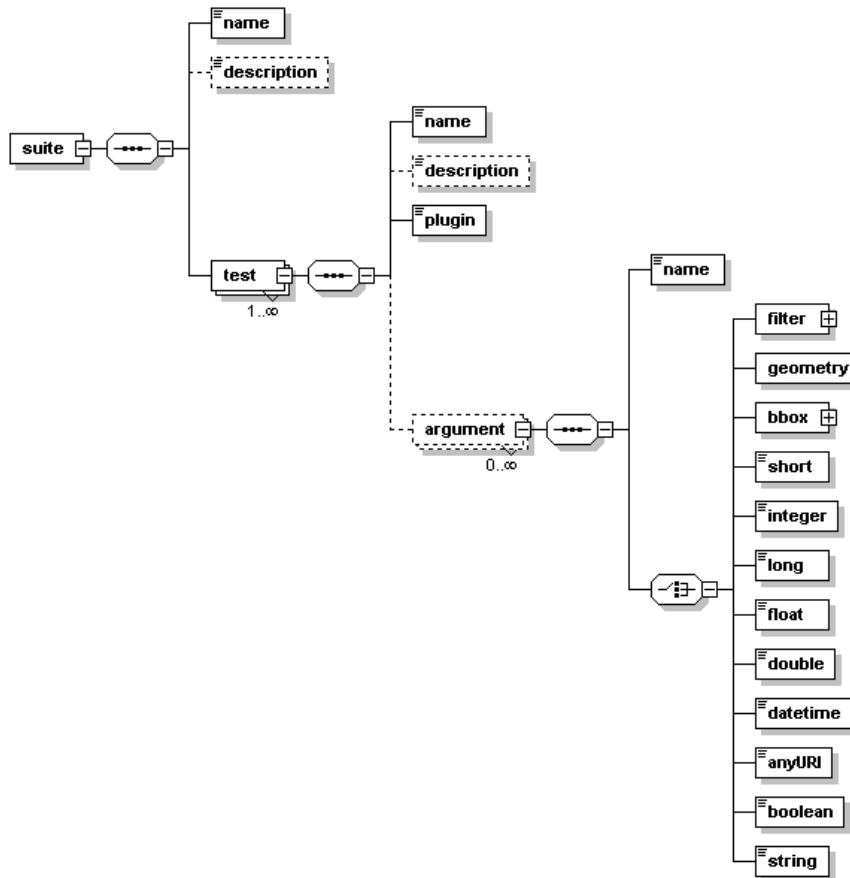 name
description
suite
name
description
plugin
test
1..∞
name
filter
geometry
bbox
argument
0..∞
short
integer
long
float
double
datetime
anyURI
boolean
string